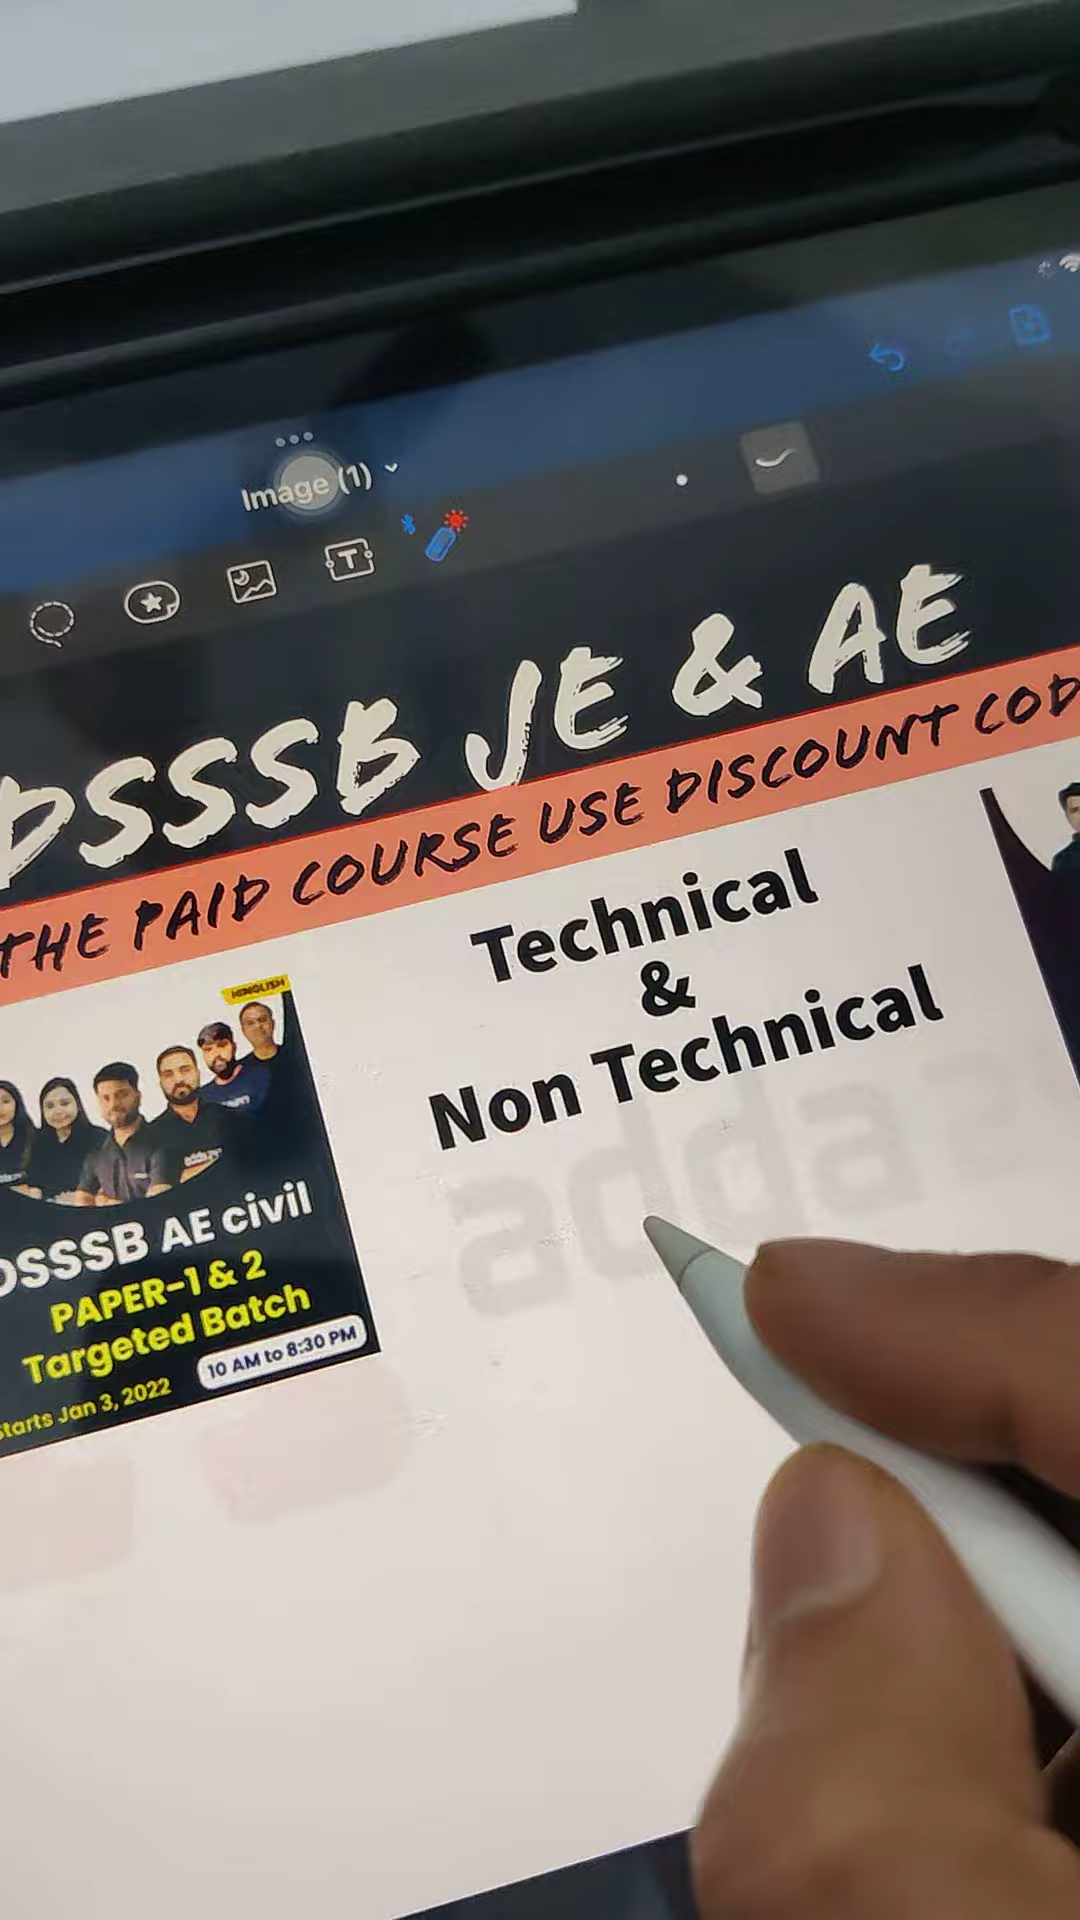 Image (1)
T
DSSSB JE & AE
THE PAID COURSE USE DISCOUNT COD
Technical
&
Non Technical
adda
HINGLISH
DSSSB AE civil
PAPER-1 & 2
Targeted Batch
10 AM to 8:30 PM
Starts Jan 3, 2022